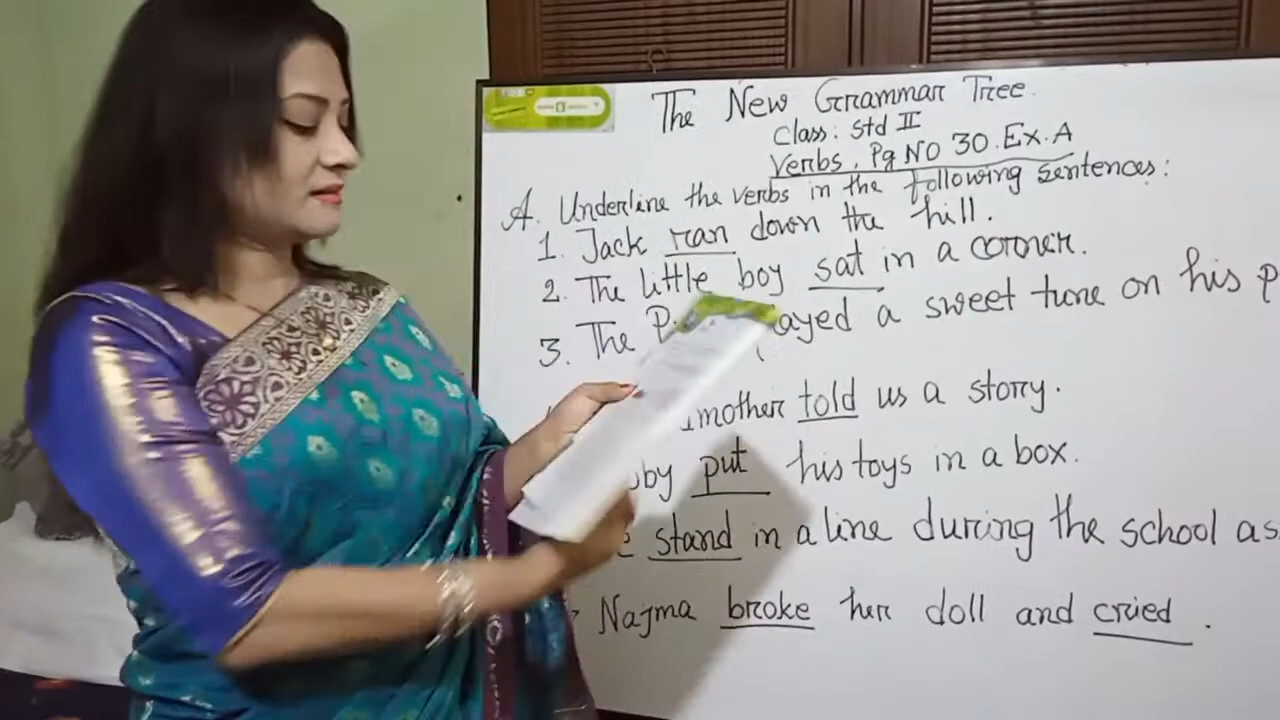 The New Grammar Tree.
Class: Std II
Verbs, Pg NO 30. Ex. A
A. Underline the verbs in the following sentences:
1. Jack ran down the hill.
2. The little boy sat in a corner.
3. The a sweet tune on his
told us a story.
put his toys in a box.
stand in a line during the school
Najma broke her doll and cried.